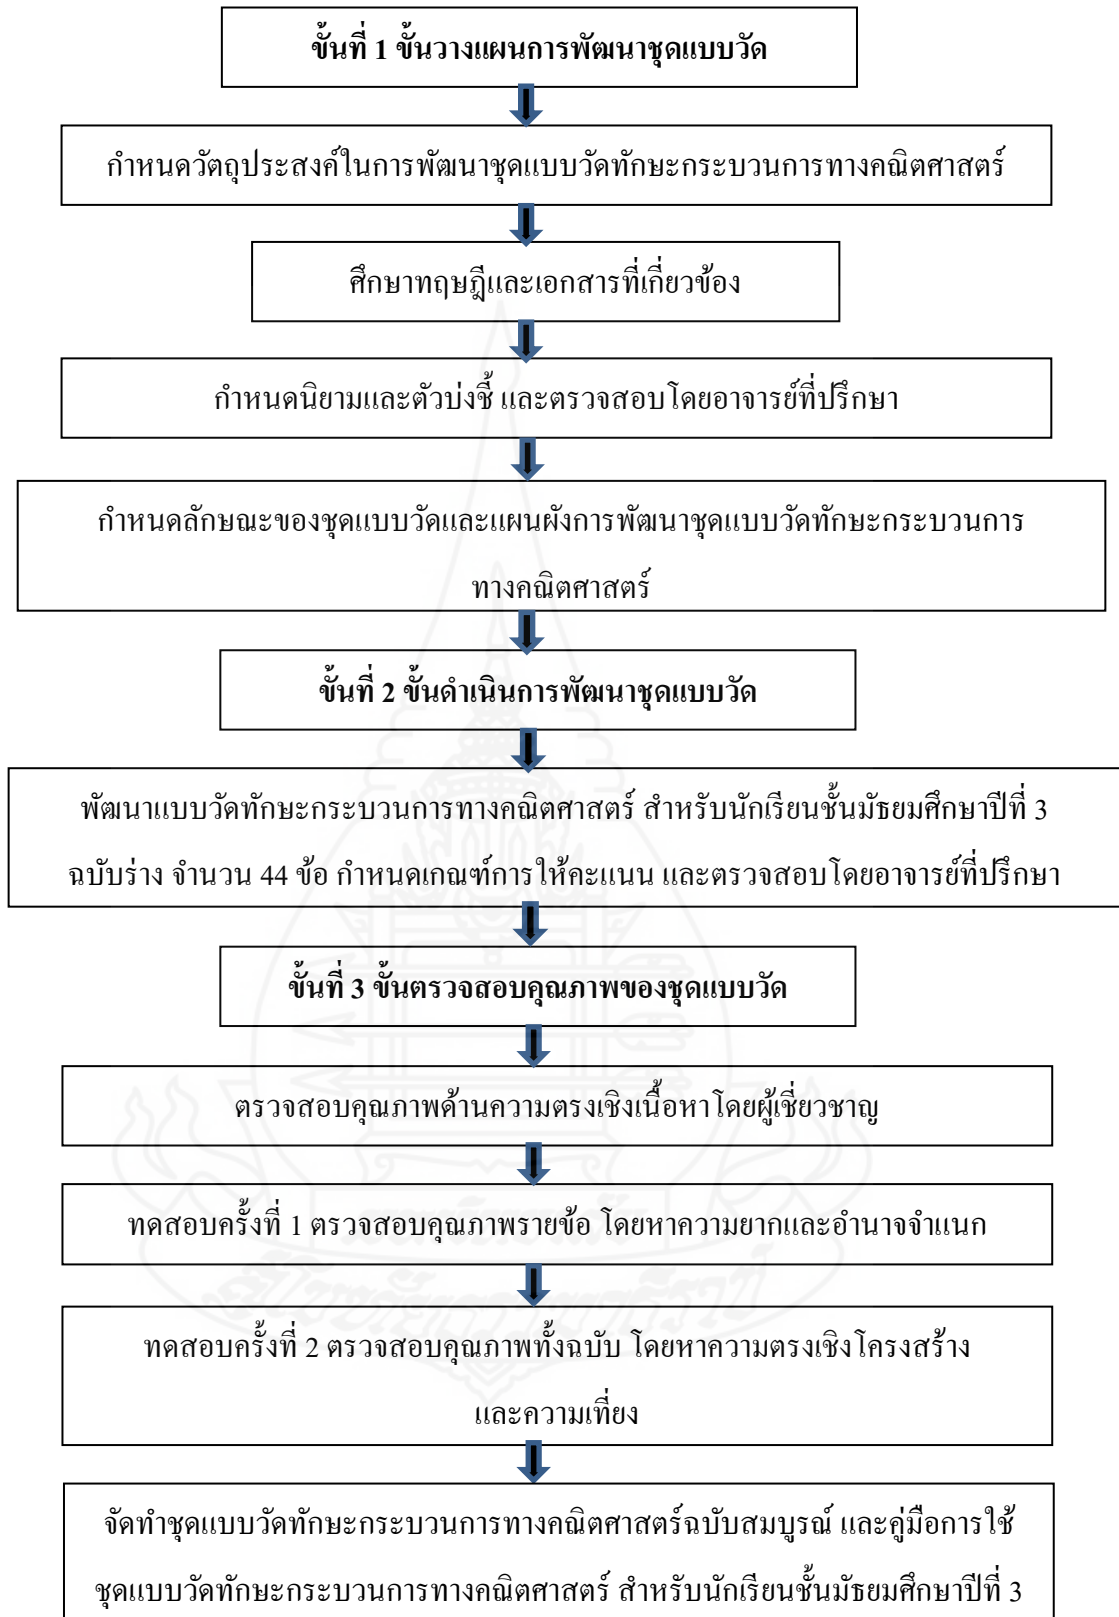 ขั้นที่ 1 ขั้นวางแผนการพัฒนาชุดแบบวัด
กำหนดวัตถุประสงค์ในการพัฒนาชุดแบบวัดทักษะกระบวนการทางคณิตศาสตร์
ศึกษาทฤษฎีและเอกสารที่เกี่ยวข้อง
กำหนดนิยามและตัวบ่งชี้ และตรวจสอบโดยอาจารย์ที่ปรึกษา
กำหนดลักษณะของชุดแบบวัดและแผนผังการพัฒนาชุดแบบวัดทักษะกระบวนการ
ทางคณิตศาสตร์
ขั้นที่ 2 ขั้นดำเนินการพัฒนาชุดแบบวัด
พัฒนาแบบวัดทักษะกระบวนการทางคณิตศาสตร์ สำหรับนักเรียนชั้นมัธยมศึกษาปีที่ 3
ฉบับร่าง จำนวน 44 ข้อ กำหนดเกณฑ์การให้คะแนน และตรวจสอบโดยอาจารย์ที่ปรึกษา
ขั้นที่ 3 ขั้นตรวจสอบคุณภาพของชุดแบบวัด
ตรวจสอบคุณภาพด้านความตรงเชิงเนื้อหาโดยผู้เชี่ยวชาญ
ทดสอบครั้งที่ 1 ตรวจสอบคุณภาพรายข้อ โดยหาความยากและอำนาจจำแนก
ทดสอบครั้งที่ 2 ตรวจสอบคุณภาพทั้งฉบับ โดยหาความตรงเชิงโครงสร้าง
และความเที่ยง
จัดทำชุดแบบวัดทักษะกระบวนการทางคณิตศาสตร์ฉบับสมบูรณ์ และคู่มือการใช้
ชุดแบบวัดทักษะกระบวนการทางคณิตศาสตร์ สำหรับนักเรียนชั้นมัธยมศึกษาปีที่ 3